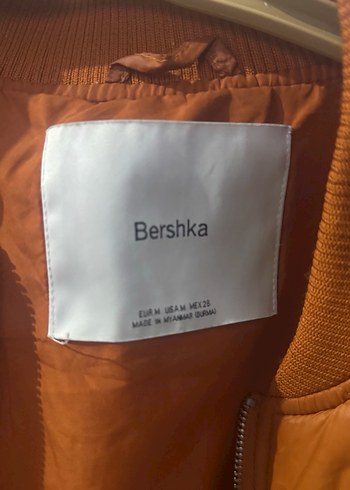 Bershka
EUR M USA M MEX 28
MADE IN MYANMAR (BURMA)